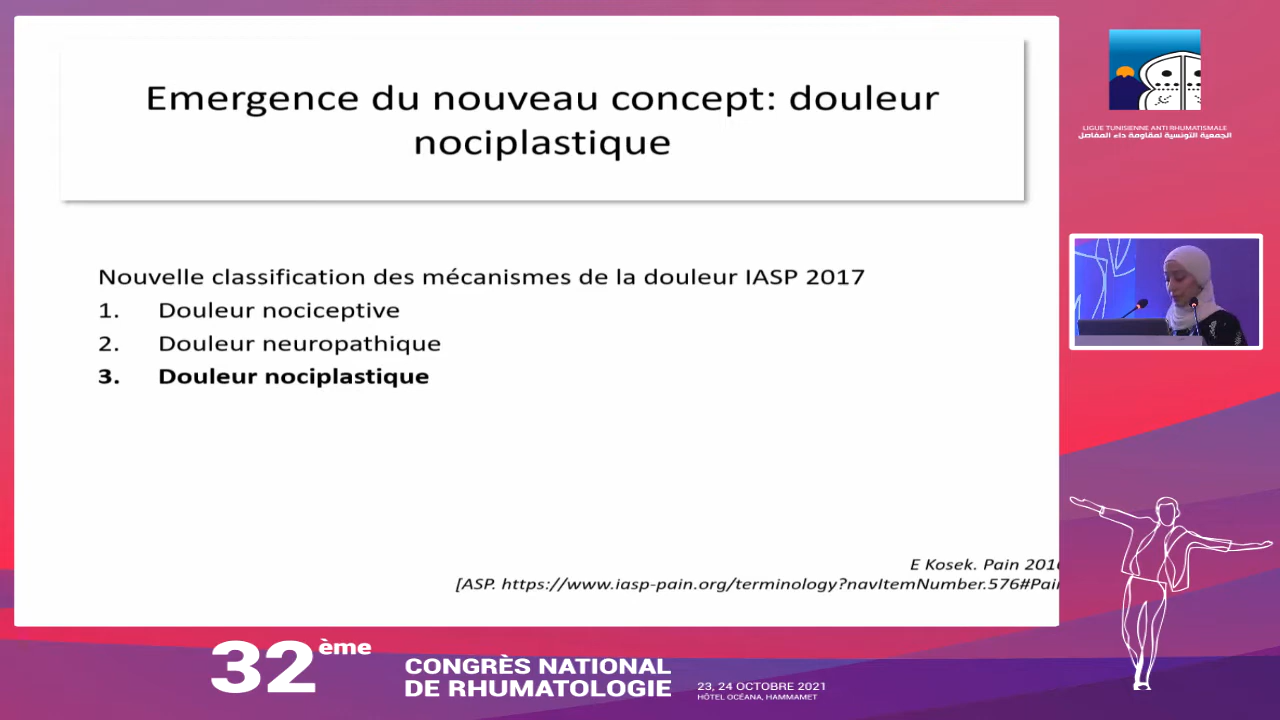 Emergence du nouveau concept: douleur
nociplastique
Nouvelle classification des mécanismes de la douleur IASP 2017
1. Douleur nociceptive
2. Douleur neuropathique
3. Douleur nociplastique
E Kosek. Pain 2016
[ASP. https://www.iasp-pain.org/terminology?navItemNumber.576#Pain
LIGUE TUNISIENNE ANTI RHUMATISMALE
الجمعية التونسية لمقاومة داء المفاصل
32ème
CONGRÈS NATIONAL
DE RHUMATOLOGIE
23, 24 OCTOBRE 2021
HÔTEL OCÉANA, HAMMAMET